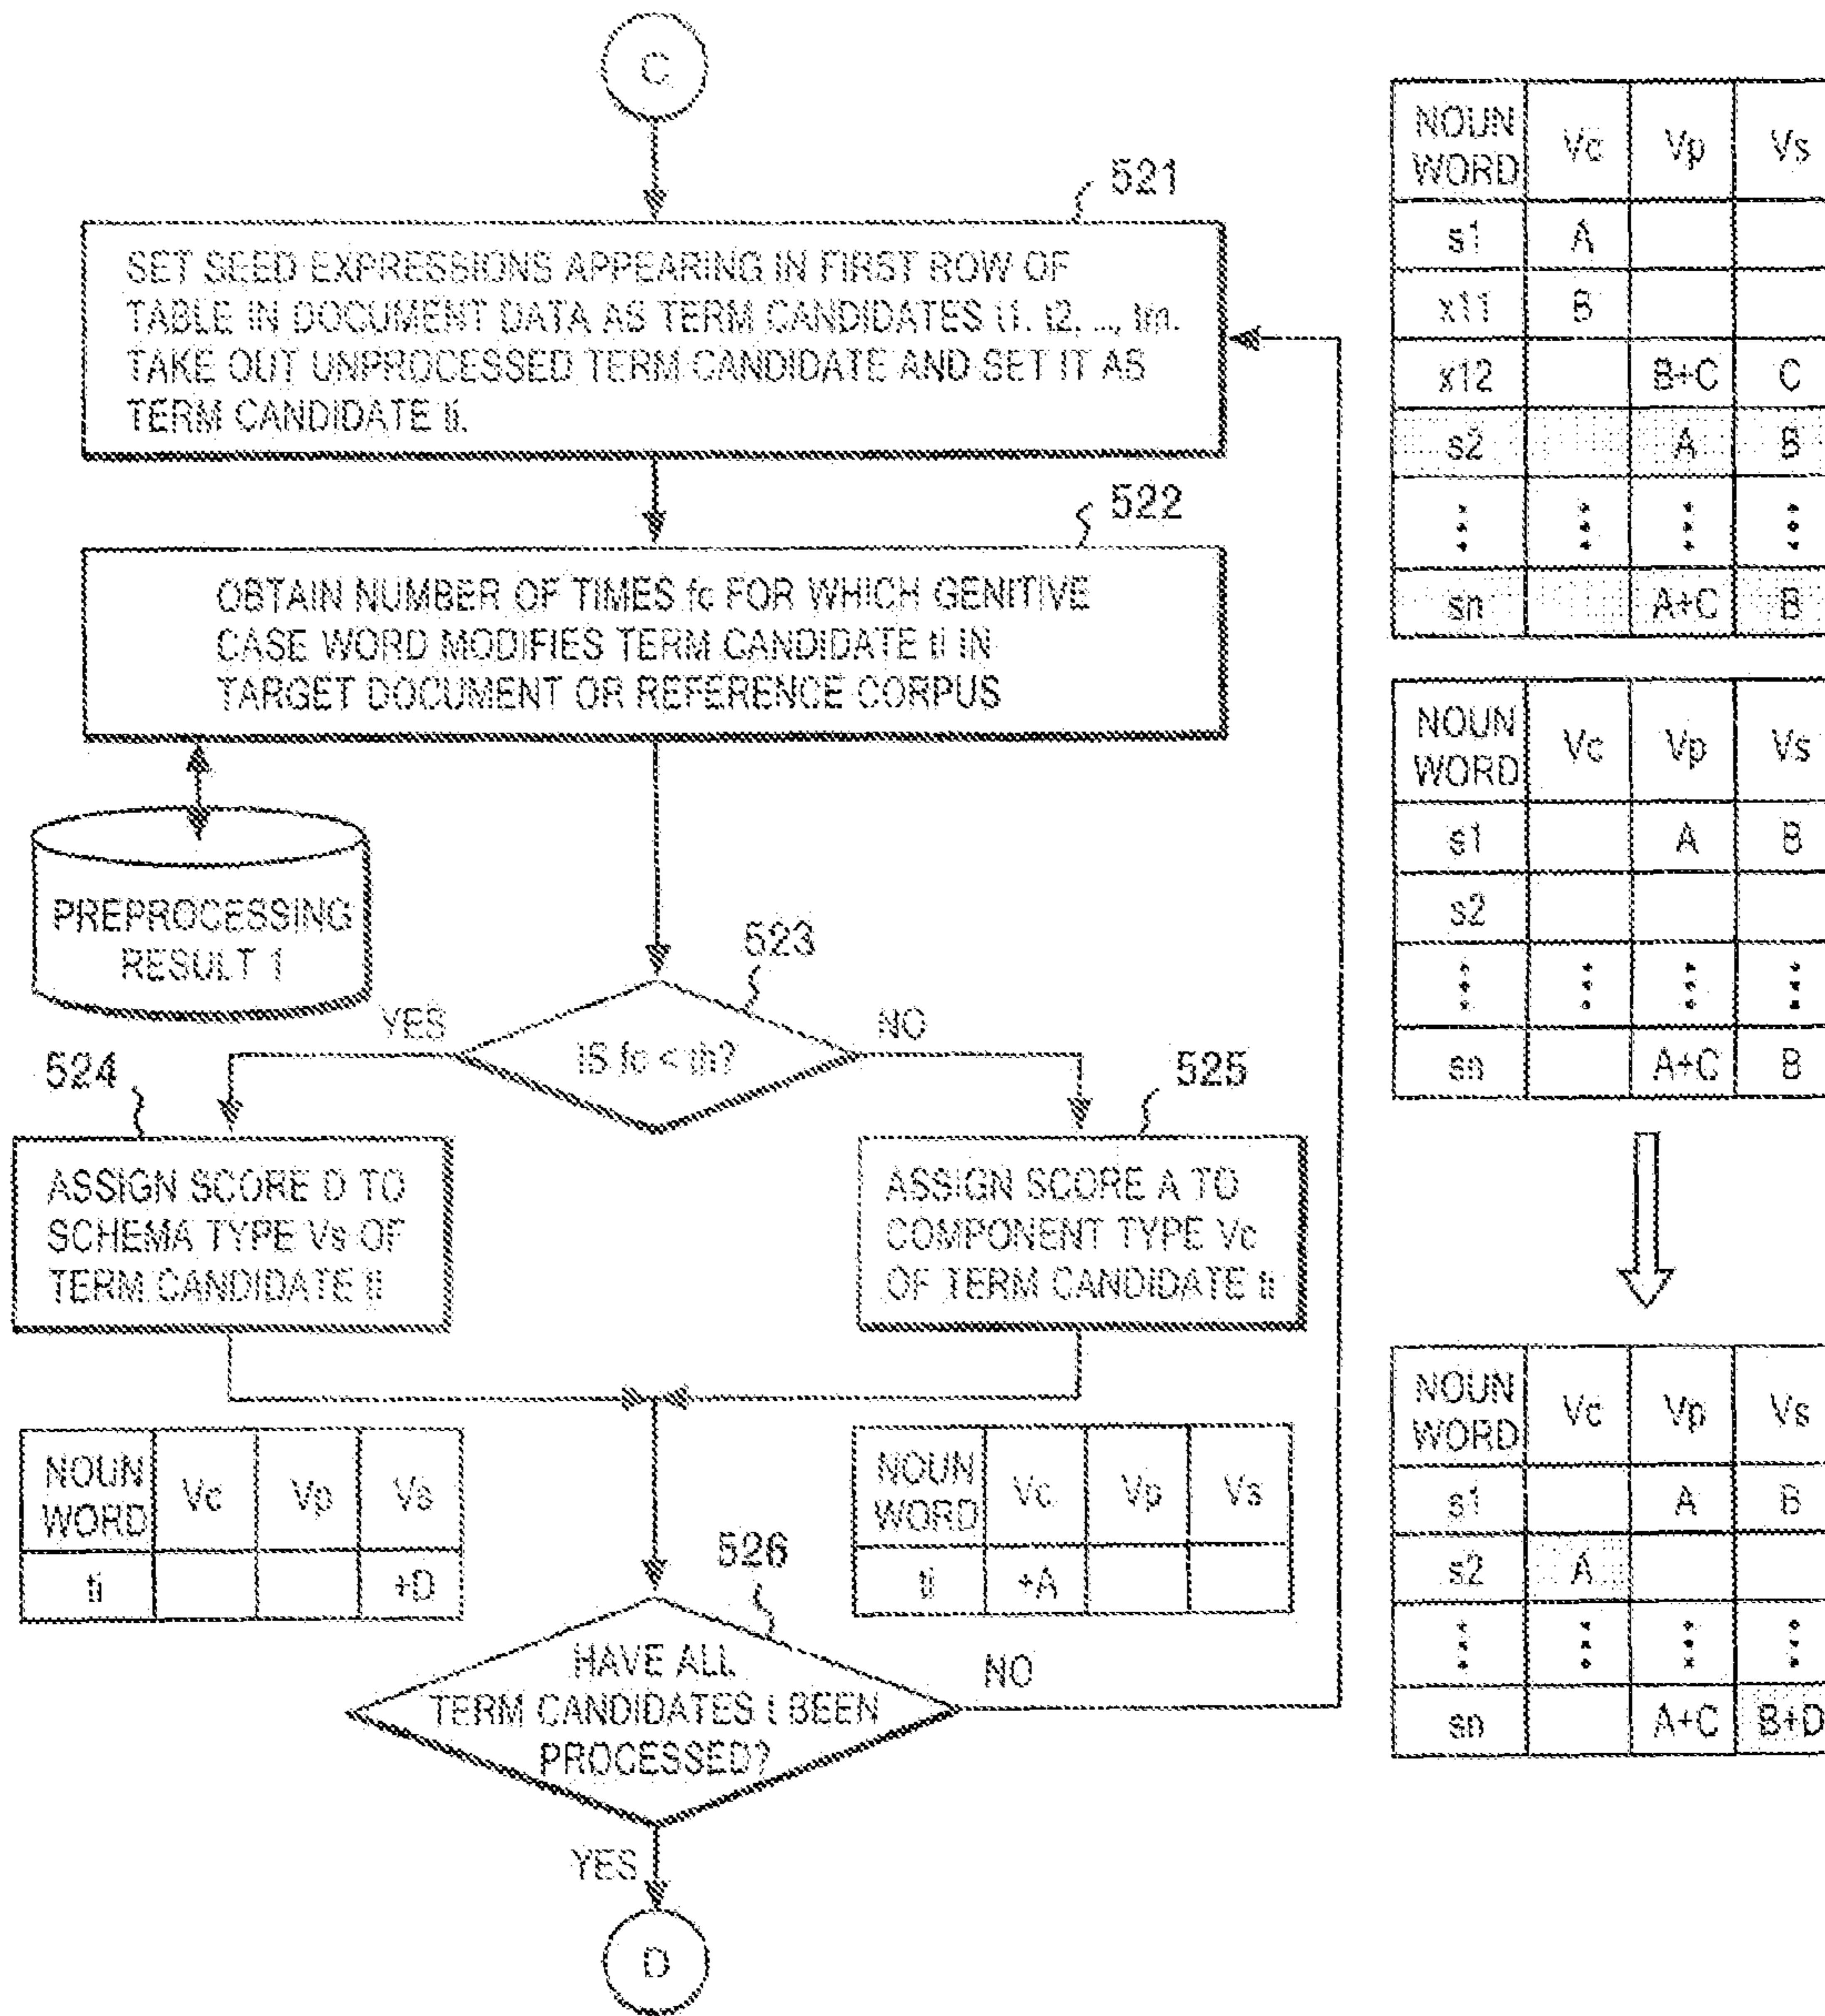 C
521
SET SEED EXPRESSIONS APPEARING IN FIRST ROW OF
TABLE IN DOCUMENT DATA AS TERM CANDIDATES t1, t2, ..., tm.
TAKE OUT UNPROCESSED TERM CANDIDATE AND SET IT AS
TERM CANDIDATE ti.
522
OBTAIN NUMBER OF TIMES fc FOR WHICH GENITIVE
CASE WORD MODIFIES TERM CANDIDATE ti IN
TARGET DOCUMENT OR REFERENCE CORPUS
PREPROCESSING
RESULT 1
523
IS fc < th?
YES
NO
524
ASSIGN SCORE D TO
SCHEMA TYPE Vs OF
TERM CANDIDATE ti
525
ASSIGN SCORE A TO
COMPONENT TYPE Vc
OF TERM CANDIDATE ti
NOUN
WORD Vc Vp Vs
ti +D
NOUN
WORD Vc Vp Vs
ti +A
526
HAVE ALL
TERM CANDIDATES t BEEN
PROCESSED?
NO
YES
D
NOUN
WORD Vc Vp Vs
s1 A
x11 B
x12 B+C C
s2 A B
sn A+C B
NOUN
WORD Vc Vp Vs
s1 A B
s2
sn A+C B
NOUN
WORD Vc Vp Vs
s1 A B
s2 A
sn A+C B+D